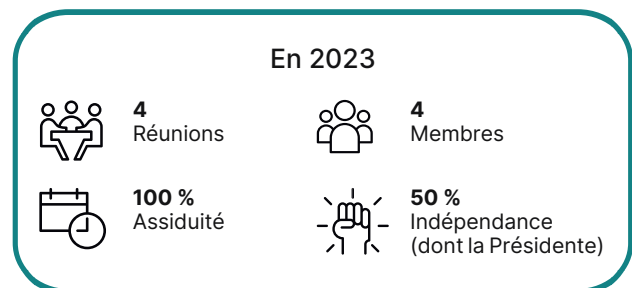 En 2023
4
Réunions
4
Membres
100 %
Assiduité
50 %
Indépendance
(dont la Présidente)